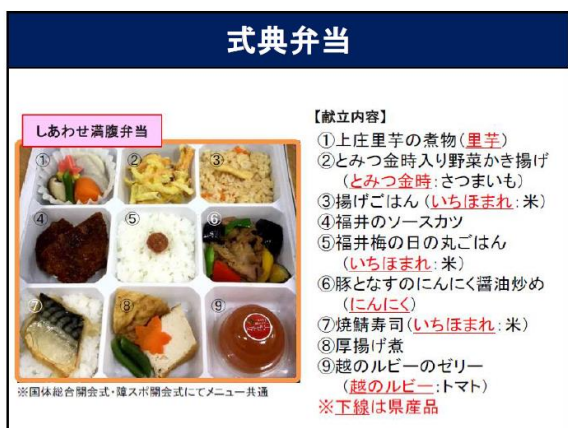 式典弁当
しあわせ満腹弁当
①
②
③
④
⑤
⑥
⑦
⑧
⑨
※国体総合開会式・障スポ開会式にてメニュー共通
【献立内容】
①上庄里芋の煮物(里芋)
②とみつ金時入り野菜かき揚げ
(とみつ金時:さつまいも)
③揚げごはん(いちほまれ:米)
④福井のソースカツ
⑤福井梅の日の丸ごはん
(いちほまれ:米)
⑥豚となすのにんにく醤油炒め
(にんにく)
⑦焼鯖寿司(いちほまれ:米)
⑧厚揚げ煮
⑨越のルビーのゼリー
(越のルビー:トマト)
※下線は県産品